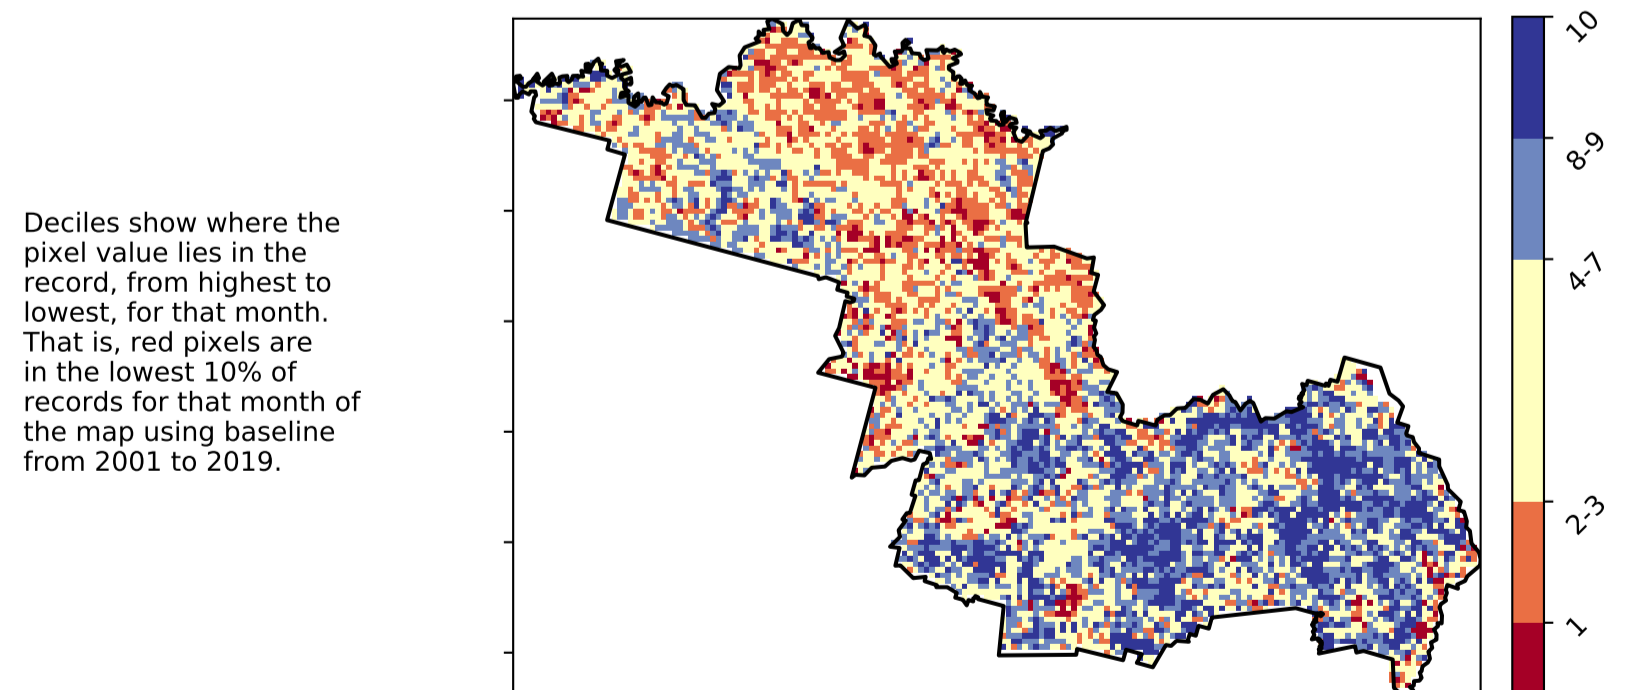 Deciles show where the
pixel value lies in the
record, from highest to
lowest, for that month.
That is, red pixels are
in the lowest 10% of
records for that month of
the map using baseline
from 2001 to 2019.
10
8-9
4-7
2-3
1